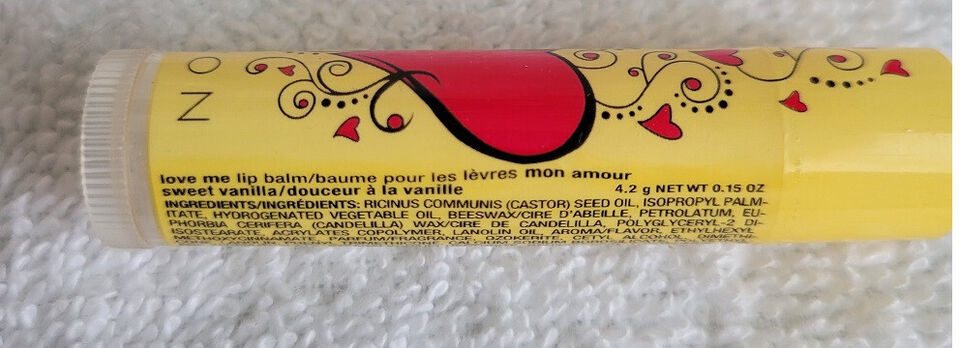 N O
love me lip balm/baume pour les lèvres mon amour
sweet vanilla/douceur à la vanille 4.2 g NET WT 0.15 OZ
INGREDIENTS/INGRÉDIENTS: RICINUS COMMUNIS (CASTOR) SEED OIL, ISOPROPYL PALM-
ITATE, HYDROGENATED VEGETABLE OIL, BEESWAX/CIRE D'ABEILLE, PETROLATUM, EU-
PHORBIA CERIFERA (CANDELILLA) WAX/CIRE DE CANDELILLA, POLYGLYCERYL-2 DI-
ISOSTEARATE, ACRYLATES COPOLYMER, LANOLIN OIL, AROMA/FLAVOR, ETHYLHEXYL
METHOXYCINNAMATE, PARFUM/FRAGRANCE, OZOKERITE, CETYL ALCOHOL, DIMETHI-